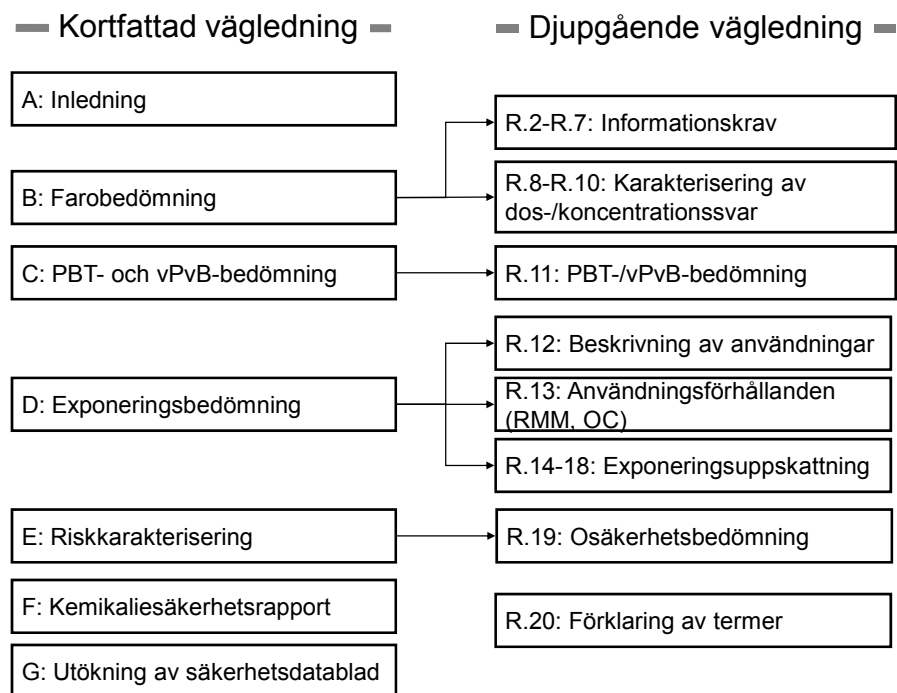 Kortfattad vägledning
A: Inledning
B: Farobedömning
C: PBT- och vPvB-bedömning
D: Exponeringsbedömning
E: Riskkarakterisering
F: Kemikaliesäkerhetsrapport
G: Utökning av säkerhetsdatablad
Djupgående vägledning
R.2-R.7: Informationskrav
R.8-R.10: Karakterisering av
dos-/koncentrationssvar
R.11: PBT-/vPvB-bedömning
R.12: Beskrivning av användningar
R.13: Användningsförhållanden
(RMM, OC)
R.14-18: Exponeringsuppskattning
R.19: Osäkerhetsbedömning
R.20: Förklaring av termer